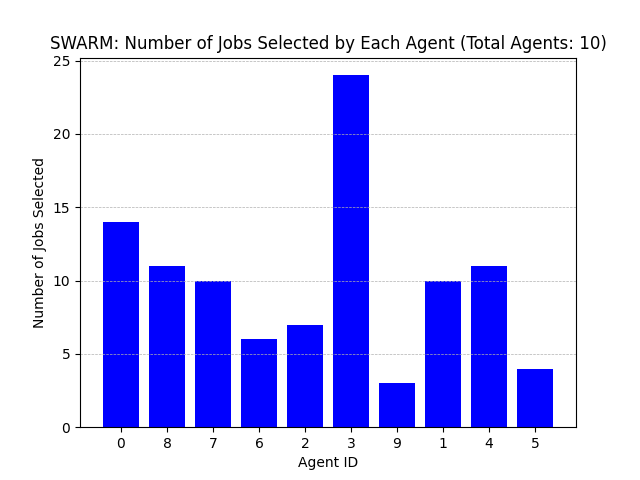 SWARM: Number of Jobs Selected by Each Agent (Total Agents: 10)
25
20
15
10
5
0
Number of Jobs Selected
0 8 7 6 2 3 9 1 4 5
Agent ID